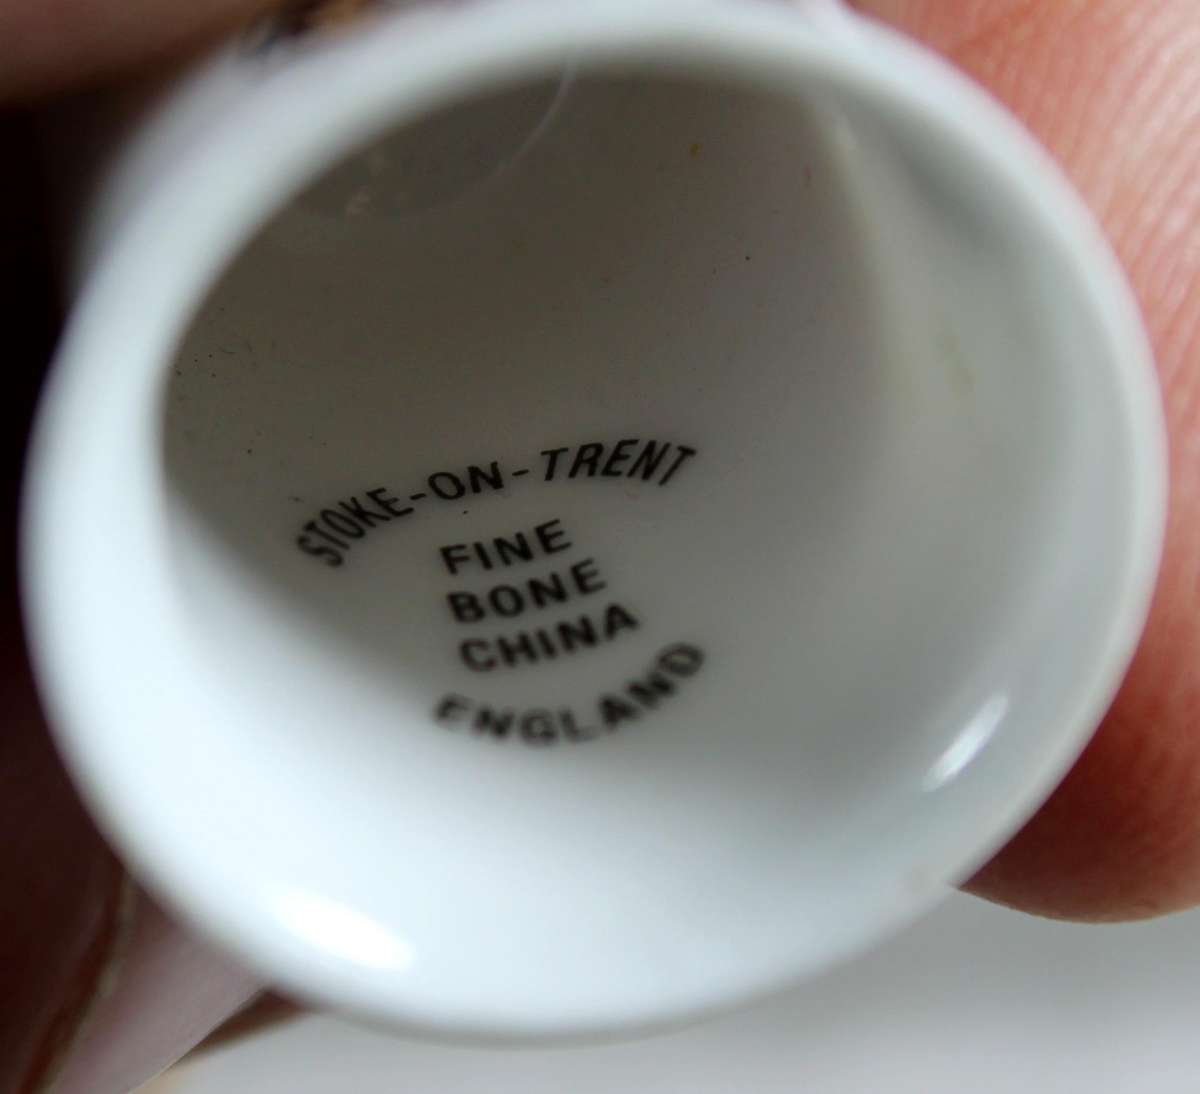 STOKE-ON-TRENT
FINE
BONE
CHINA
ENGLAND